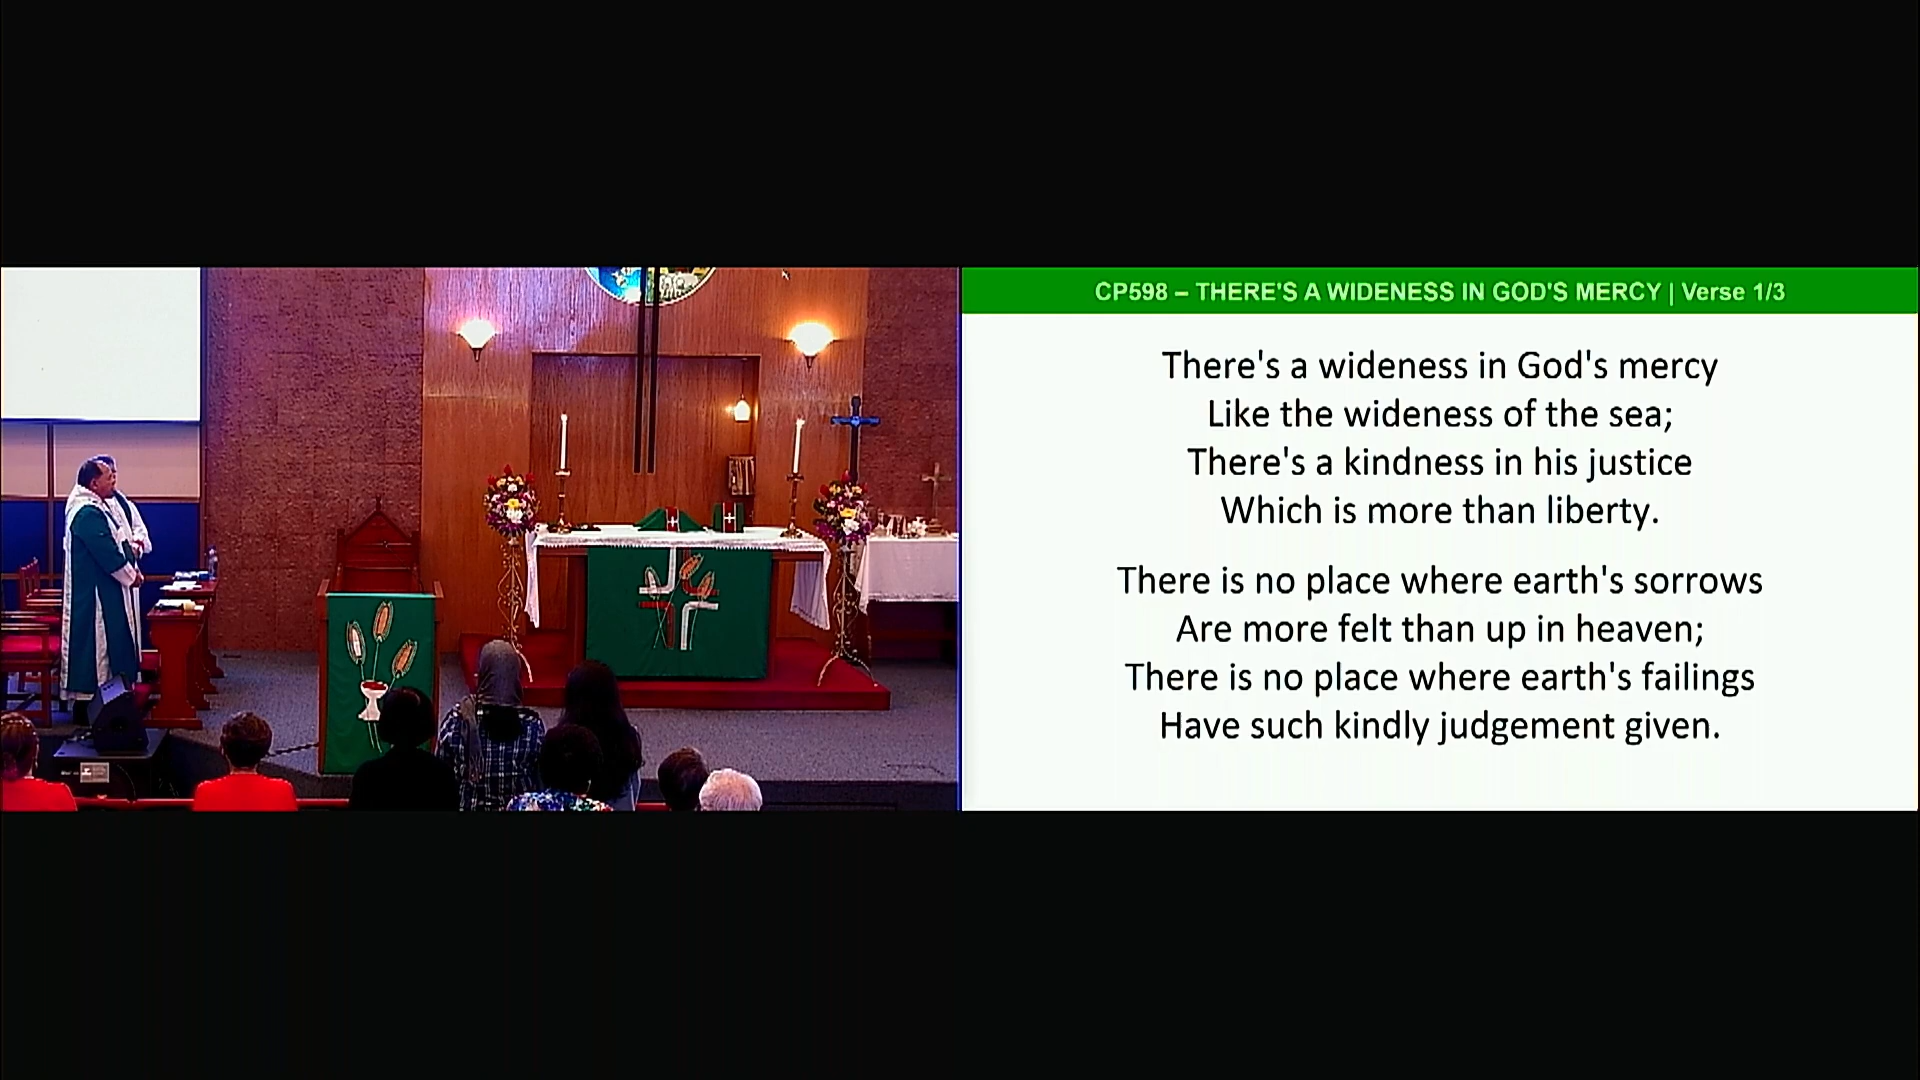 CP598 – THERE'S A WIDENESS IN GOD'S MERCY | Verse 1/3
There's a wideness in God's mercy
Like the wideness of the sea;
There's a kindness in his justice
Which is more than liberty.
There is no place where earth's sorrows
Are more felt than up in heaven;
There is no place where earth's failings
Have such kindly judgement given.